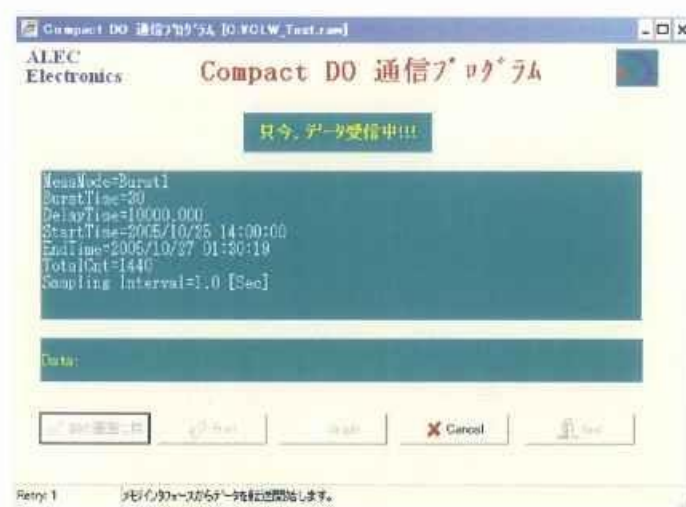 Compact DO 通信ﾌﾟﾛｸﾞﾗﾑ [C:¥CLW_Test.raw]
ALEC
Electronics
Compact DO 通信ﾌﾟﾛｸﾞﾗﾑ
只今、ﾃﾞｰﾀ受信中!!!
MeasMode=Burst1
BurstTime=30
DelayTime=10000.000
StartTime=2005/10/25 14:00:00
EndTime=2005/10/27 01:30:19
TotalCnt=1440
Sampling Interval=1.0 [Sec]
Data:
Cancel
Retry: 1
ﾒﾓﾘｲﾝﾀﾌｪｰｽからﾃﾞｰﾀを転送開始します。